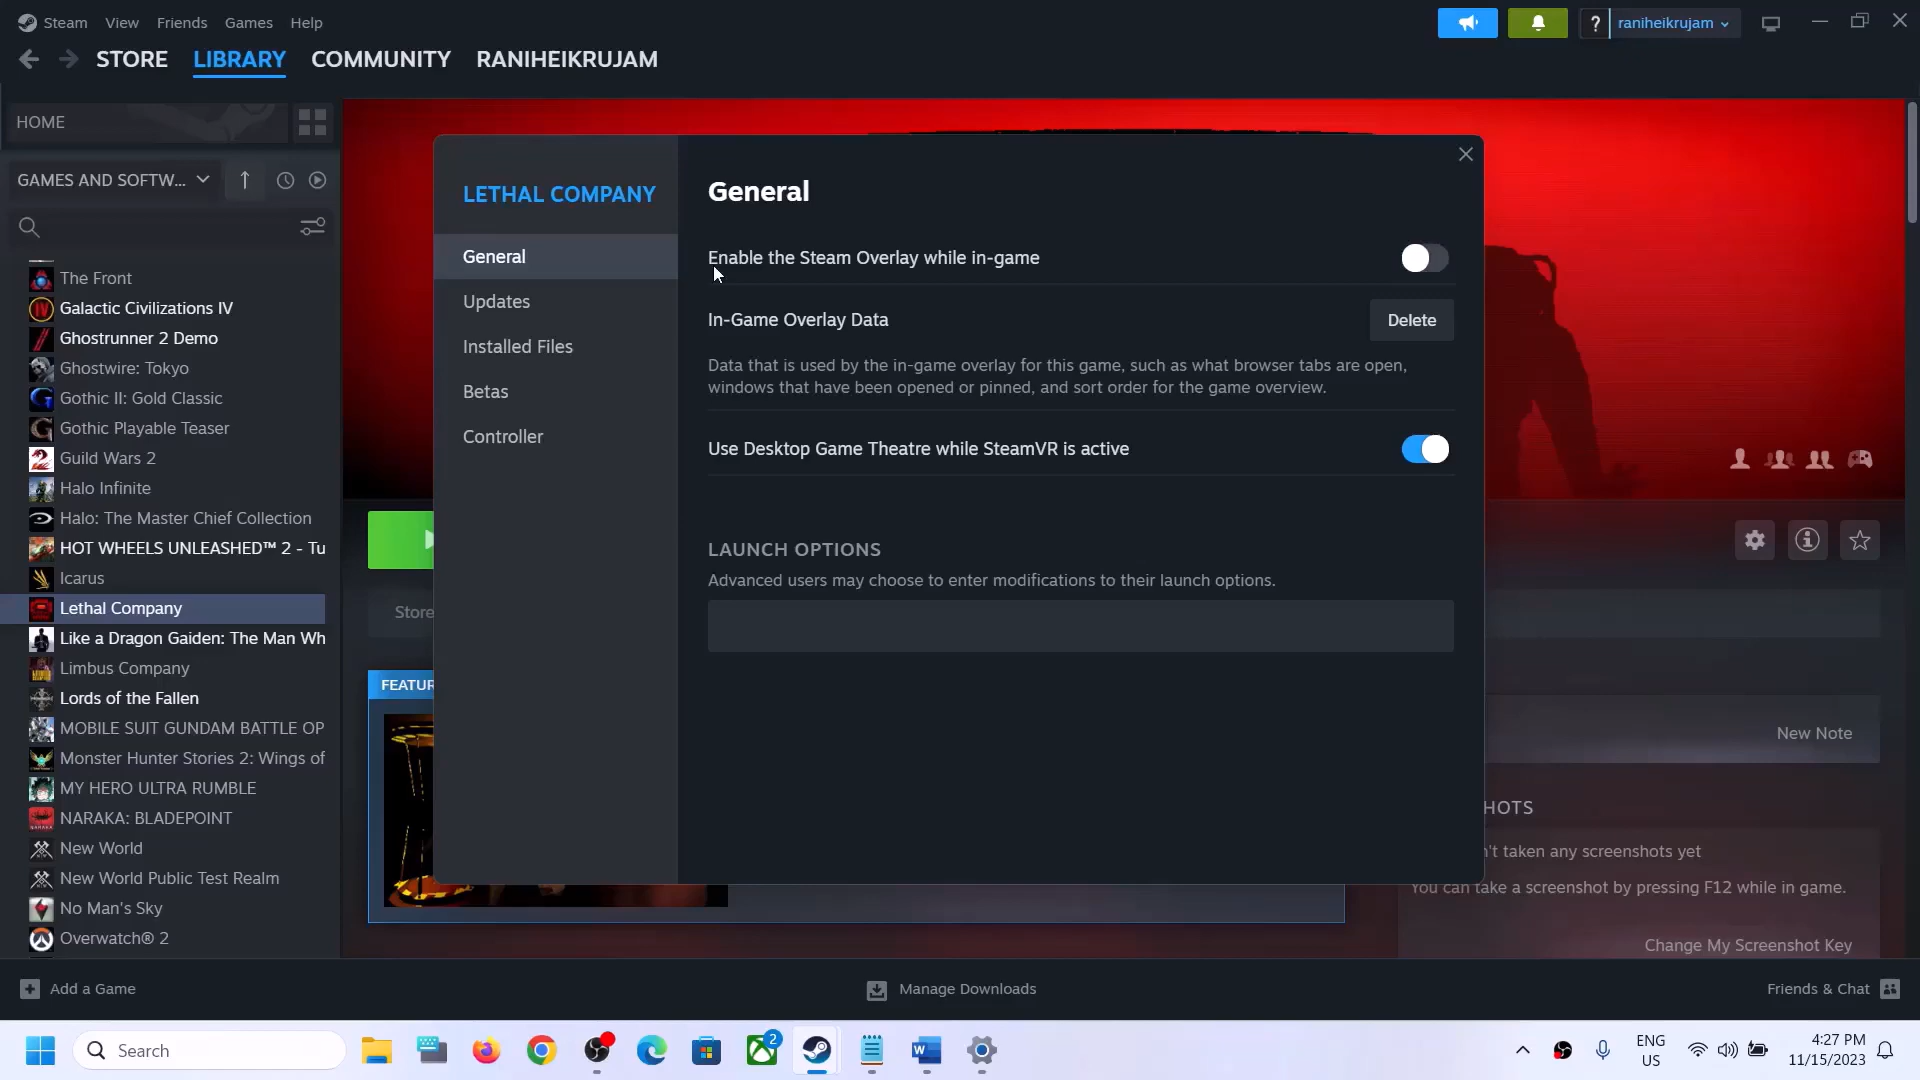 Steam View Friends Games Help
? raniheikrujam
STORE LIBRARY COMMUNITY RANIHEIKRUJAM
HOME
GAMES AND SOFTW...
The Front
Galactic Civilizations IV
Ghostrunner 2 Demo
Ghostwire: Tokyo
Gothic II: Gold Classic
Gothic Playable Teaser
Guild Wars 2
Halo Infinite
Halo: The Master Chief Collection
HOT WHEELS UNLEASHED™ 2 - Tu
Icarus
Lethal Company
Like a Dragon Gaiden: The Man Wh
Limbus Company
Lords of the Fallen
MOBILE SUIT GUNDAM BATTLE OP
Monster Hunter Stories 2: Wings of
MY HERO ULTRA RUMBLE
NARAKA: BLADEPOINT
New World
New World Public Test Realm
No Man's Sky
Overwatch® 2
LETHAL COMPANY
General
Updates
Installed Files
Betas
Controller
General
Enable the Steam Overlay while in-game
In-Game Overlay Data
Delete
Data that is used by the in-game overlay for this game, such as what browser tabs are open,
windows that have been opened or pinned, and sort order for the game overview.
Use Desktop Game Theatre while SteamVR is active
LAUNCH OPTIONS
Advanced users may choose to enter modifications to their launch options.
Store
FEATUR
New Note
HOTS
n't taken any screenshots yet
You can take a screenshot by pressing F12 while in game.
Change My Screenshot Key
Add a Game
Manage Downloads
Friends & Chat
Search
2
ENG
US
4:27 PM
11/15/2023